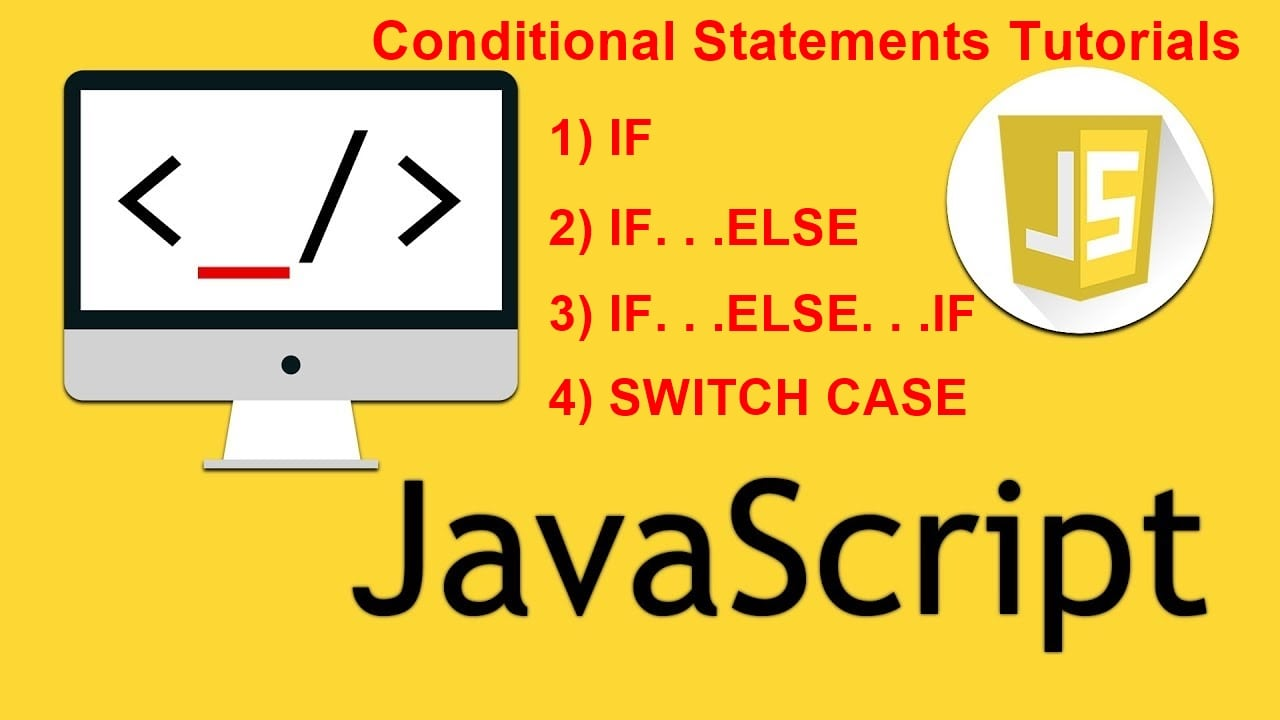 Conditional Statements Tutorials
1) IF
2) IF. . .ELSE
3) IF. . .ELSE. . .IF
4) SWITCH CASE
<_/>
JS
JavaScript